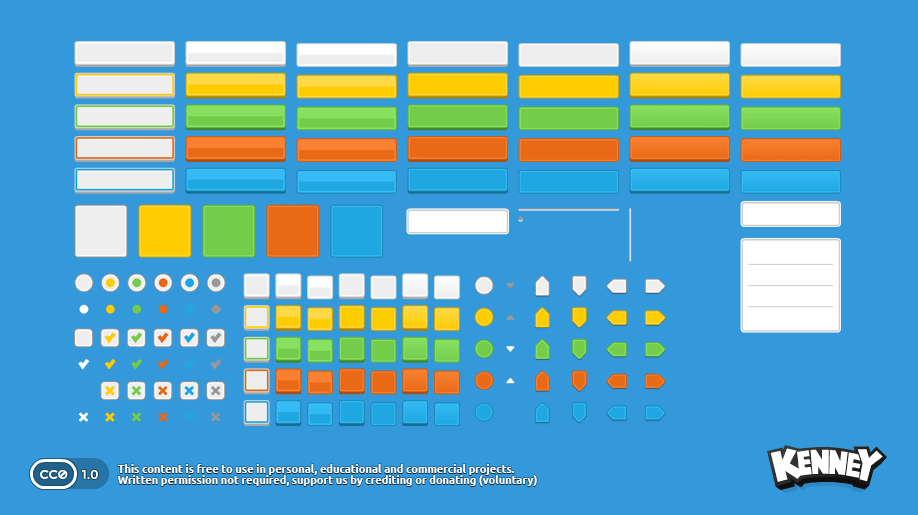 CC0 1.0
This content is free to use in personal, educational and commercial projects.
Written permission not required, support us by crediting or donating (voluntary)
KENNEY